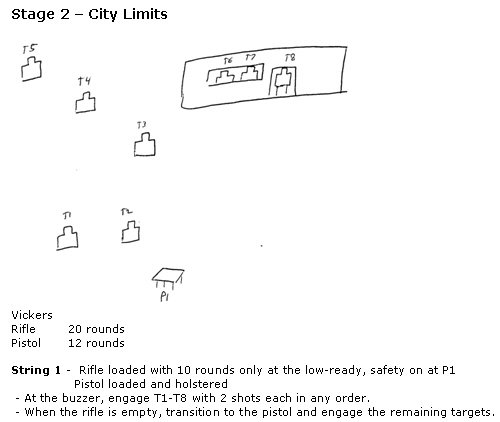 Stage 2 – City Limits
T5
T4
T6 T7 T8
T3
T1
T2
P1
Vickers
Rifle 20 rounds
Pistol 12 rounds
String 1 - Rifle loaded with 10 rounds only at the low-ready, safety on at P1
Pistol loaded and holstered
- At the buzzer, engage T1-T8 with 2 shots each in any order.
- When the rifle is empty, transition to the pistol and engage the remaining targets.